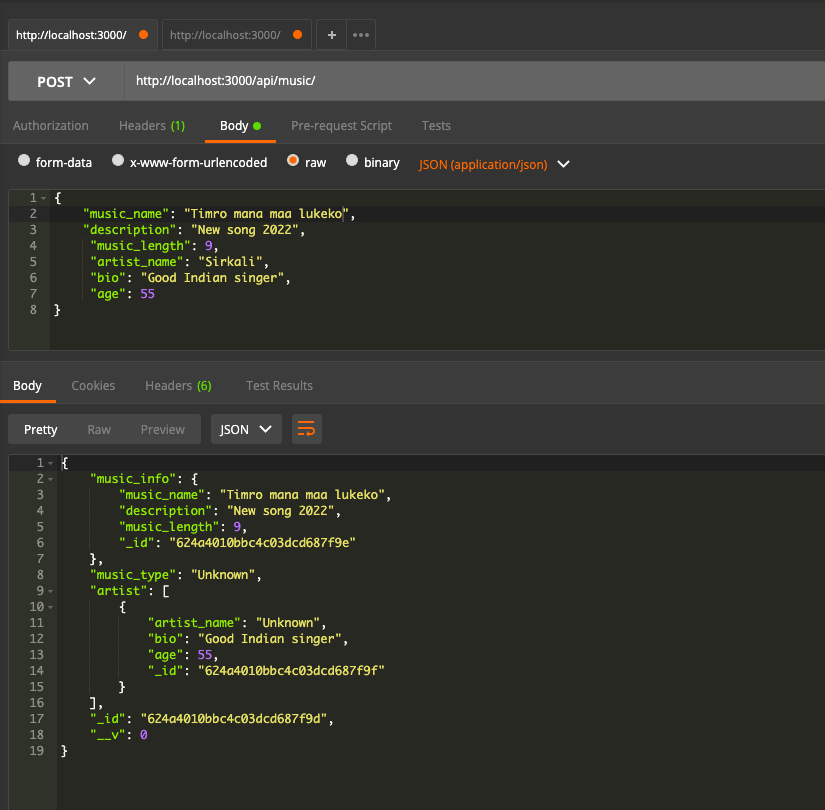 http://localhost:3000/ http://localhost:3000/ + •••
POST http://localhost:3000/api/music/
Authorization Headers (1) Body Pre-request Script Tests
form-data x-www-form-urlencoded raw binary JSON (application/json)
1 {
2 "music_name": "Timro mana maa lukeko",
3 "description": "New song 2022",
4 "music_length": 9,
5 "artist_name": "Sirkali",
6 "bio": "Good Indian singer",
7 "age": 55
8 }
Body Cookies Headers (6) Test Results
Pretty Raw Preview JSON
1 {
2 "music_info": {
3 "music_name": "Timro mana maa lukeko",
4 "description": "New song 2022",
5 "music_length": 9,
6 "_id": "624a4010bbc4c03dcd687f9e"
7 },
8 "music_type": "Unknown",
9 "artist": [
10 {
11 "artist_name": "Unknown",
12 "bio": "Good Indian singer",
13 "age": 55,
14 "_id": "624a4010bbc4c03dcd687f9f"
15 }
16 ],
17 "_id": "624a4010bbc4c03dcd687f9d",
18 "__v": 0
19 }